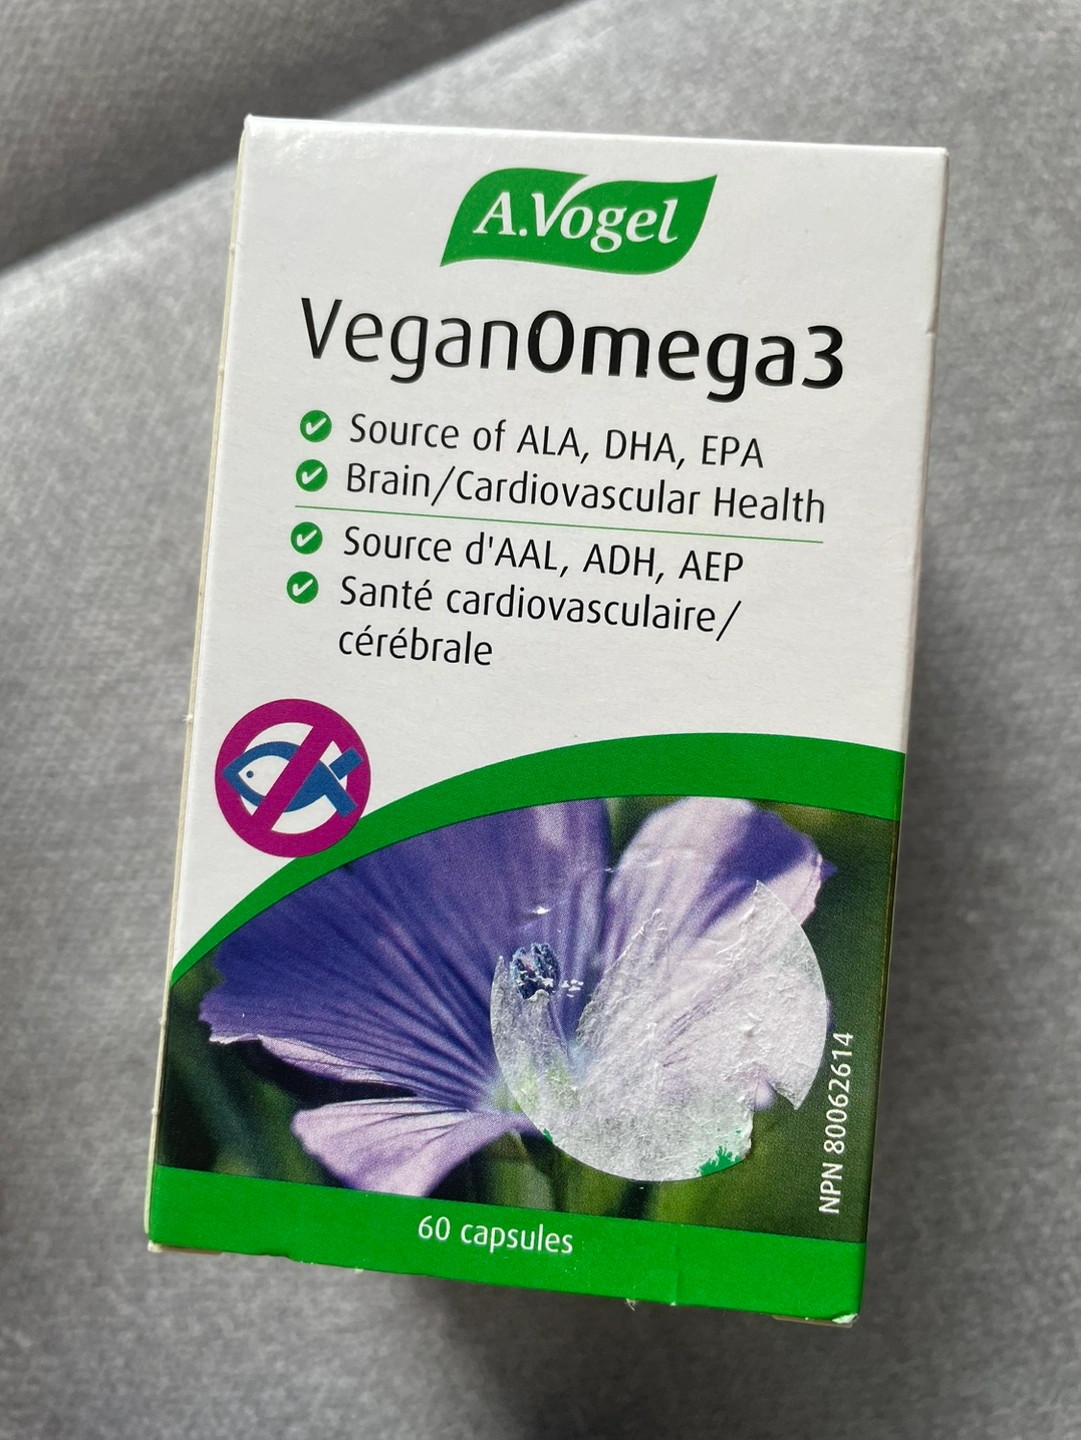 A.Vogel
VeganOmega3
Source of ALA, DHA, EPA
Brain/Cardiovascular Health
Source d'AAL, ADH, AEP
Santé cardiovasculaire/
cérébrale
NPN 80062614
60 capsules